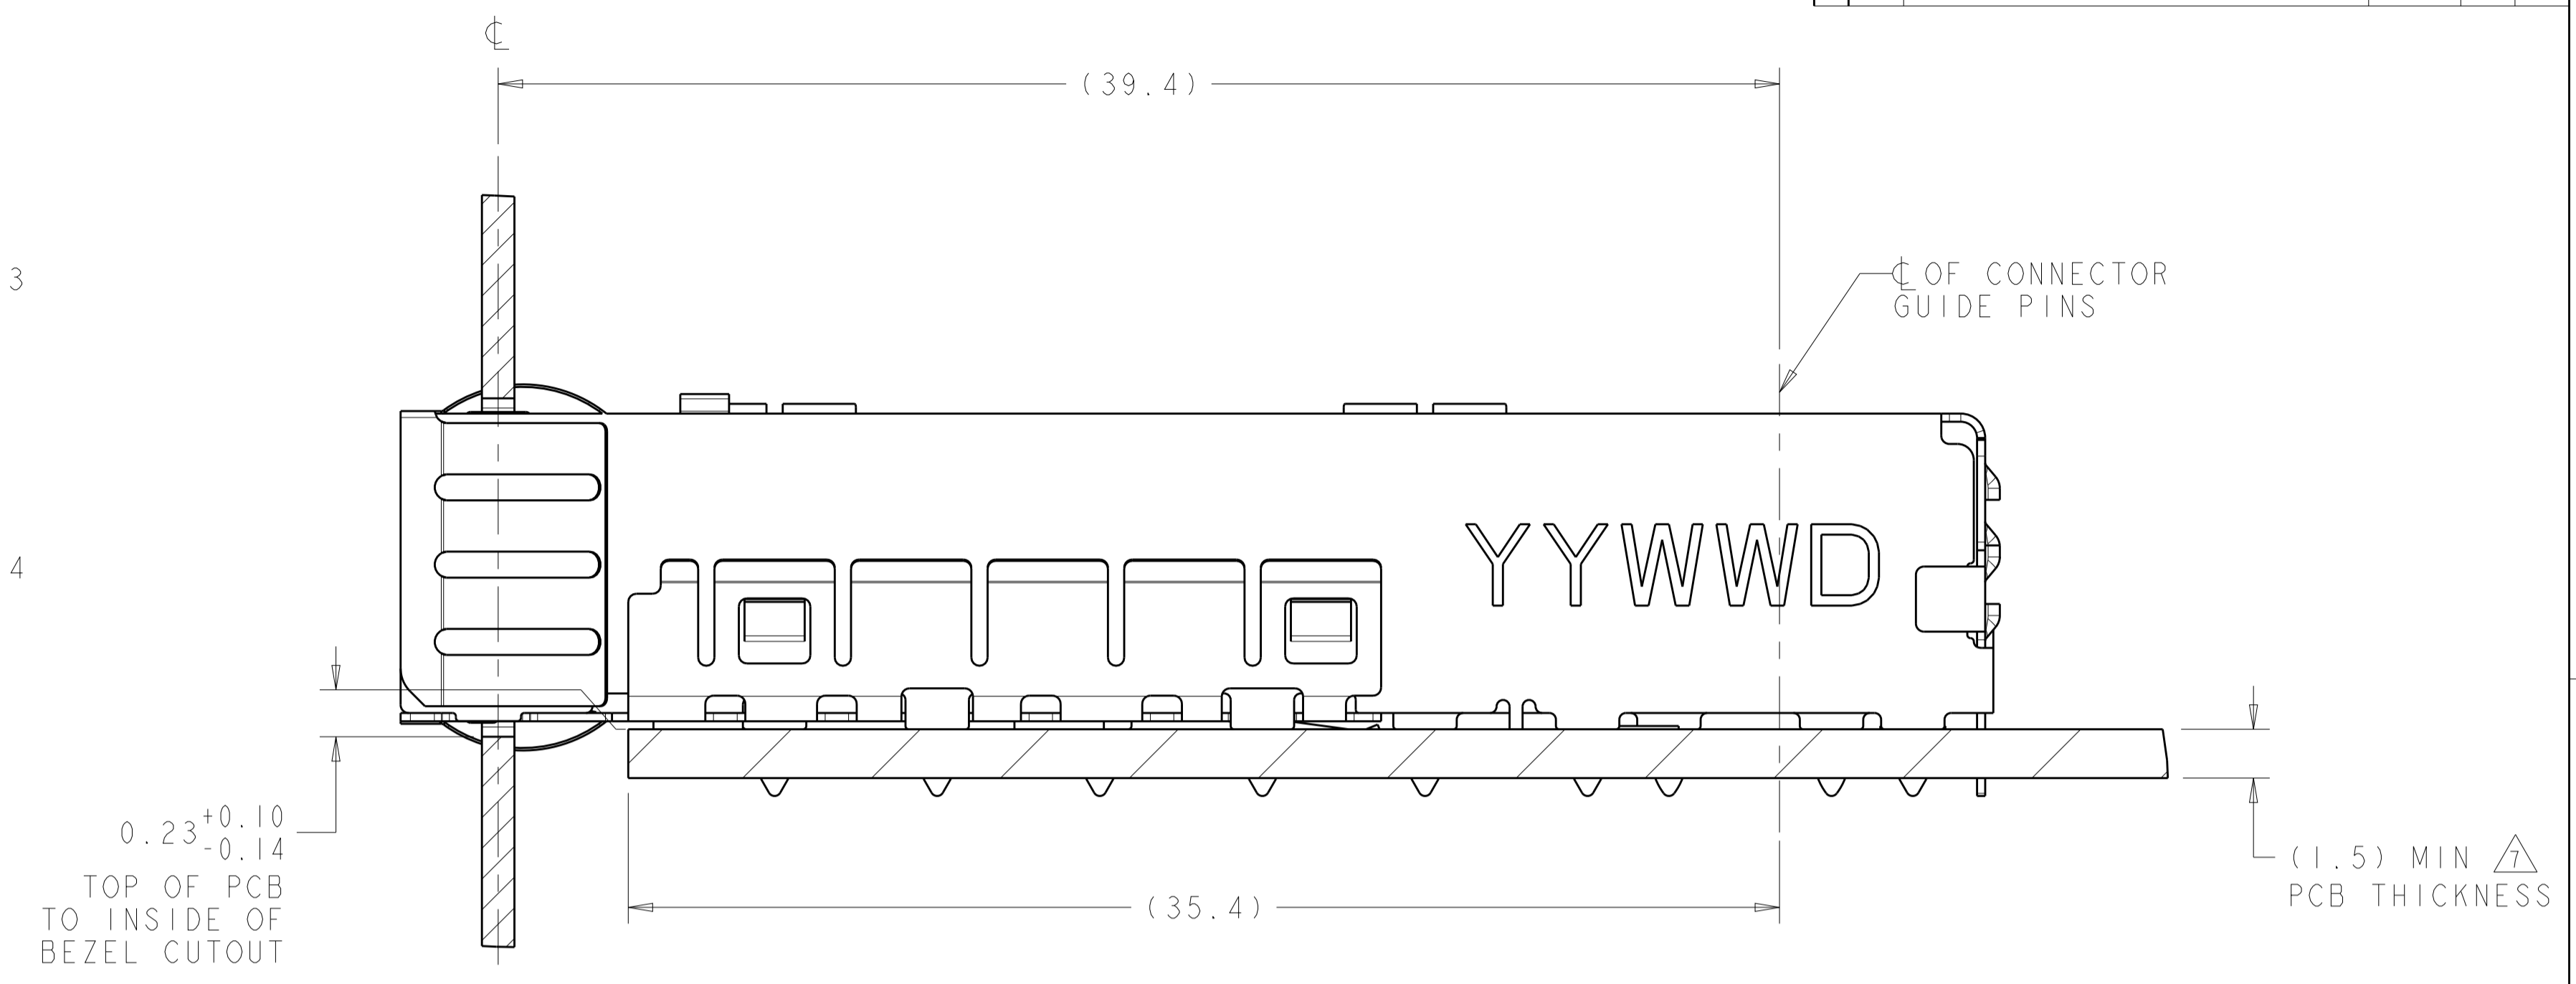 ℄
(39.4)
3
℄ OF CONNECTOR
GUIDE PINS
4
YYWWD
0.23 +0.10
-0.14
TOP OF PCB
TO INSIDE OF
BEZEL CUTOUT
(35.4)
(1.5) MIN 7
PCB THICKNESS